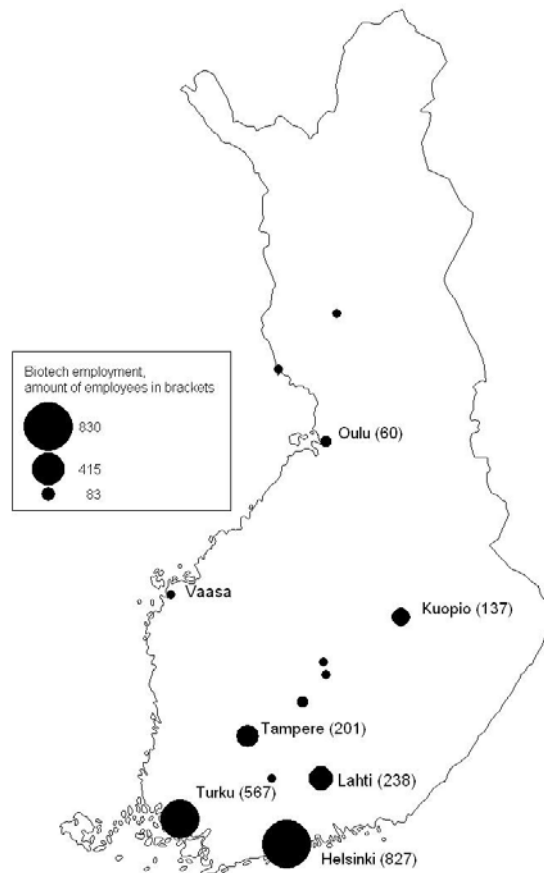 Biotech employment,
amount of employees in brackets
830
415
83
Oulu (60)
Vaasa
Kuopio (137)
Tampere (201)
Turku (567)
Lahti (238)
Helsinki (827)